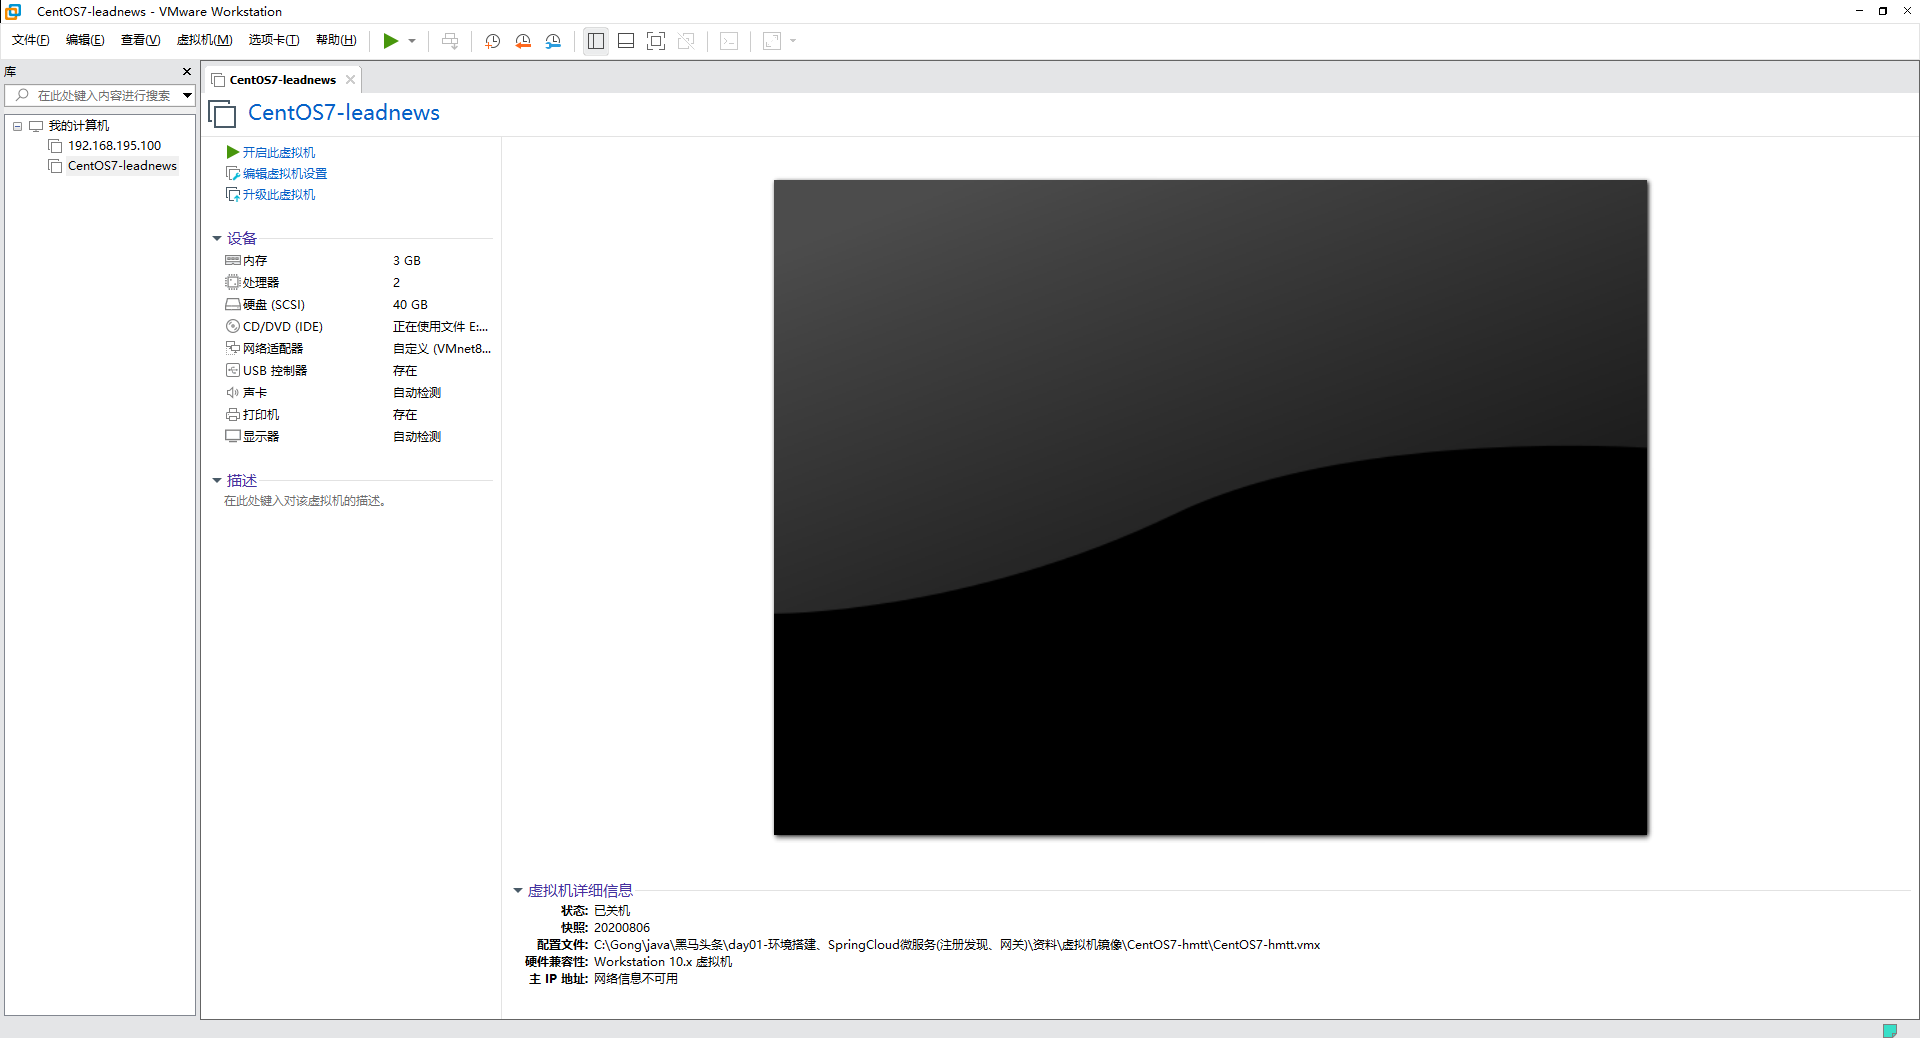 CentOS7-leadnews - VMware Workstation
文件(F) 编辑(E) 查看(V) 虚拟机(M) 选项卡(T) 帮助(H)
库
在此处键入内容进行搜索
我的计算机
192.168.195.100
CentOS7-leadnews
CentOS7-leadnews
CentOS7-leadnews
开启此虚拟机
编辑虚拟机设置
升级此虚拟机
设备
内存 3 GB
处理器 2
硬盘 (SCSI) 40 GB
CD/DVD (IDE) 正在使用文件 E:...
网络适配器 自定义 (VMnet8...
USB 控制器 存在
声卡 自动检测
打印机 存在
显示器 自动检测
描述
在此处键入对该虚拟机的描述。
虚拟机详细信息
状态: 已关机
快照: 20200806
配置文件: C:\Gong\java\黑马头条\day01-环境搭建、SpringCloud微服务(注册发现、网关)\资料\虚拟机镜像\CentOS7-hmtt\CentOS7-hmtt.vmx
硬件兼容性: Workstation 10.x 虚拟机
主 IP 地址: 网络信息不可用